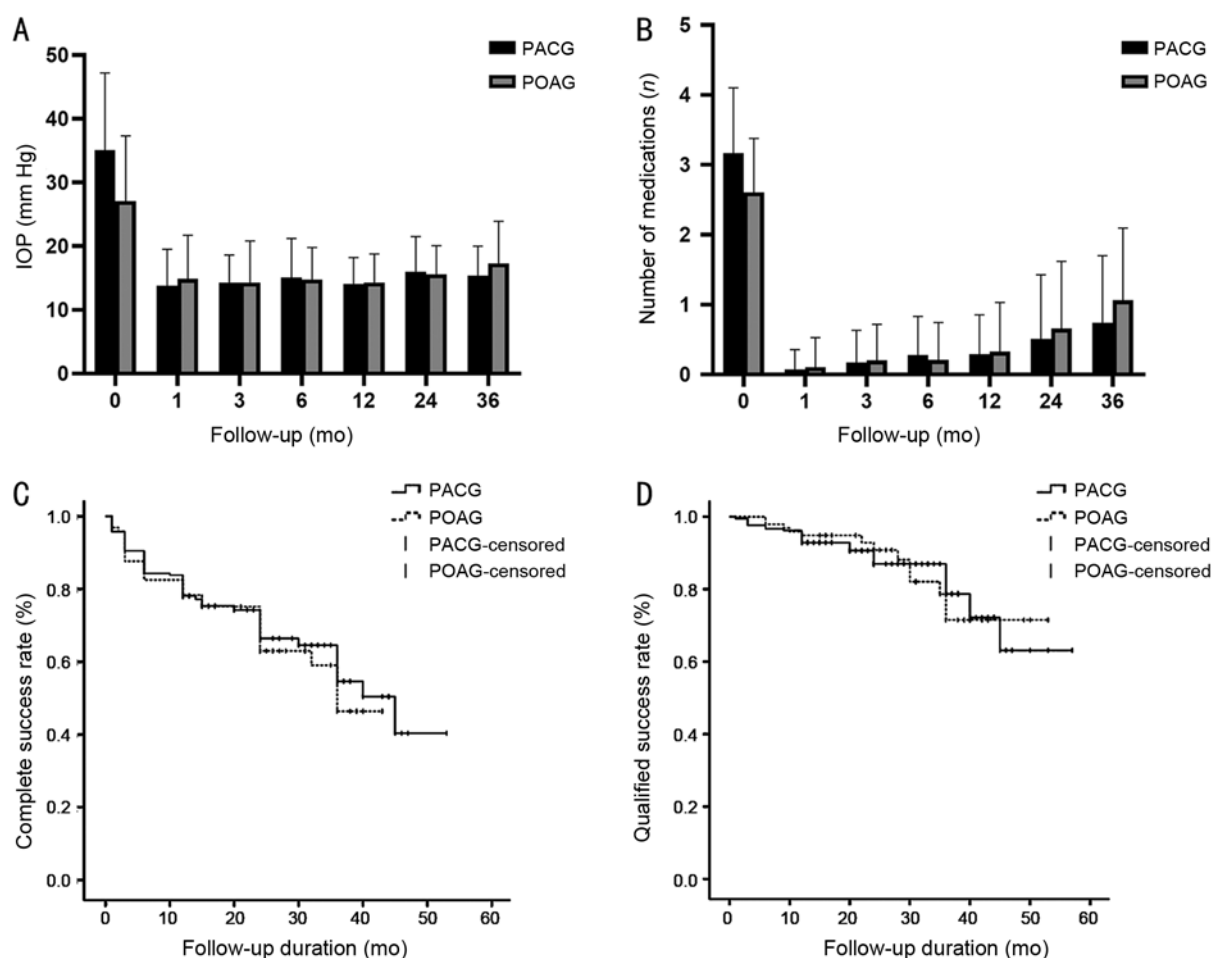 A
PACG
POAG
IOP (mm Hg)
50
40
30
20
10
0
0 1 3 6 12 24 36
Follow-up (mo)
B
PACG
POAG
Number of medications (n)
5
4
3
2
1
0
0 1 3 6 12 24 36
Follow-up (mo)
C
PACG
POAG
PACG-censored
POAG-censored
Complete success rate (%)
1.0
0.8
0.6
0.4
0.2
0.0
0 10 20 30 40 50 60
Follow-up duration (mo)
D
PACG
POAG
PACG-censored
POAG-censored
Qualified success rate (%)
1.0
0.8
0.6
0.4
0.2
0.0
0 10 20 30 40 50 60
Follow-up duration (mo)